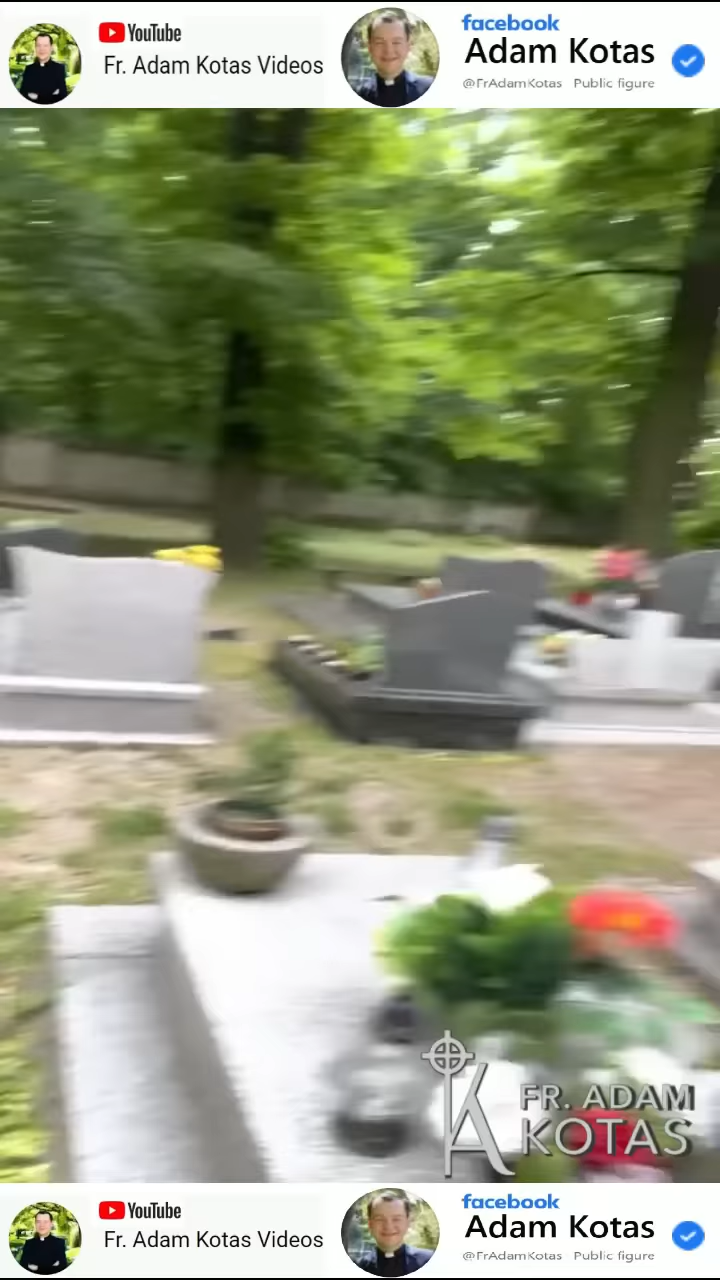 YouTube
Fr. Adam Kotas Videos
facebook
Adam Kotas
@FrAdamKotas Public figure
FR. ADAM
KOTAS
YouTube
Fr. Adam Kotas Videos
facebook
Adam Kotas
@FrAdamKotas Public figure